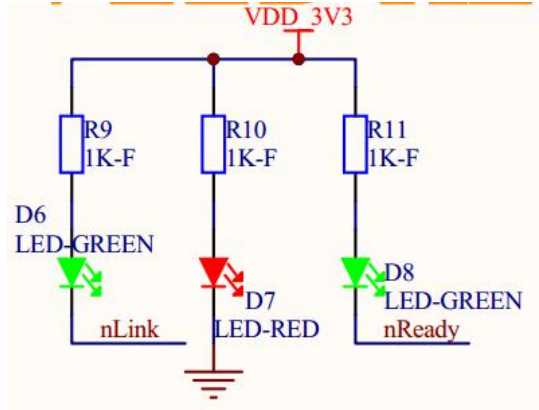 VDD_3V3
R9
1K-F
R10
1K-F
R11
1K-F
D6
LED-GREEN
D7
LED-RED
D8
LED-GREEN
nLink
nReady